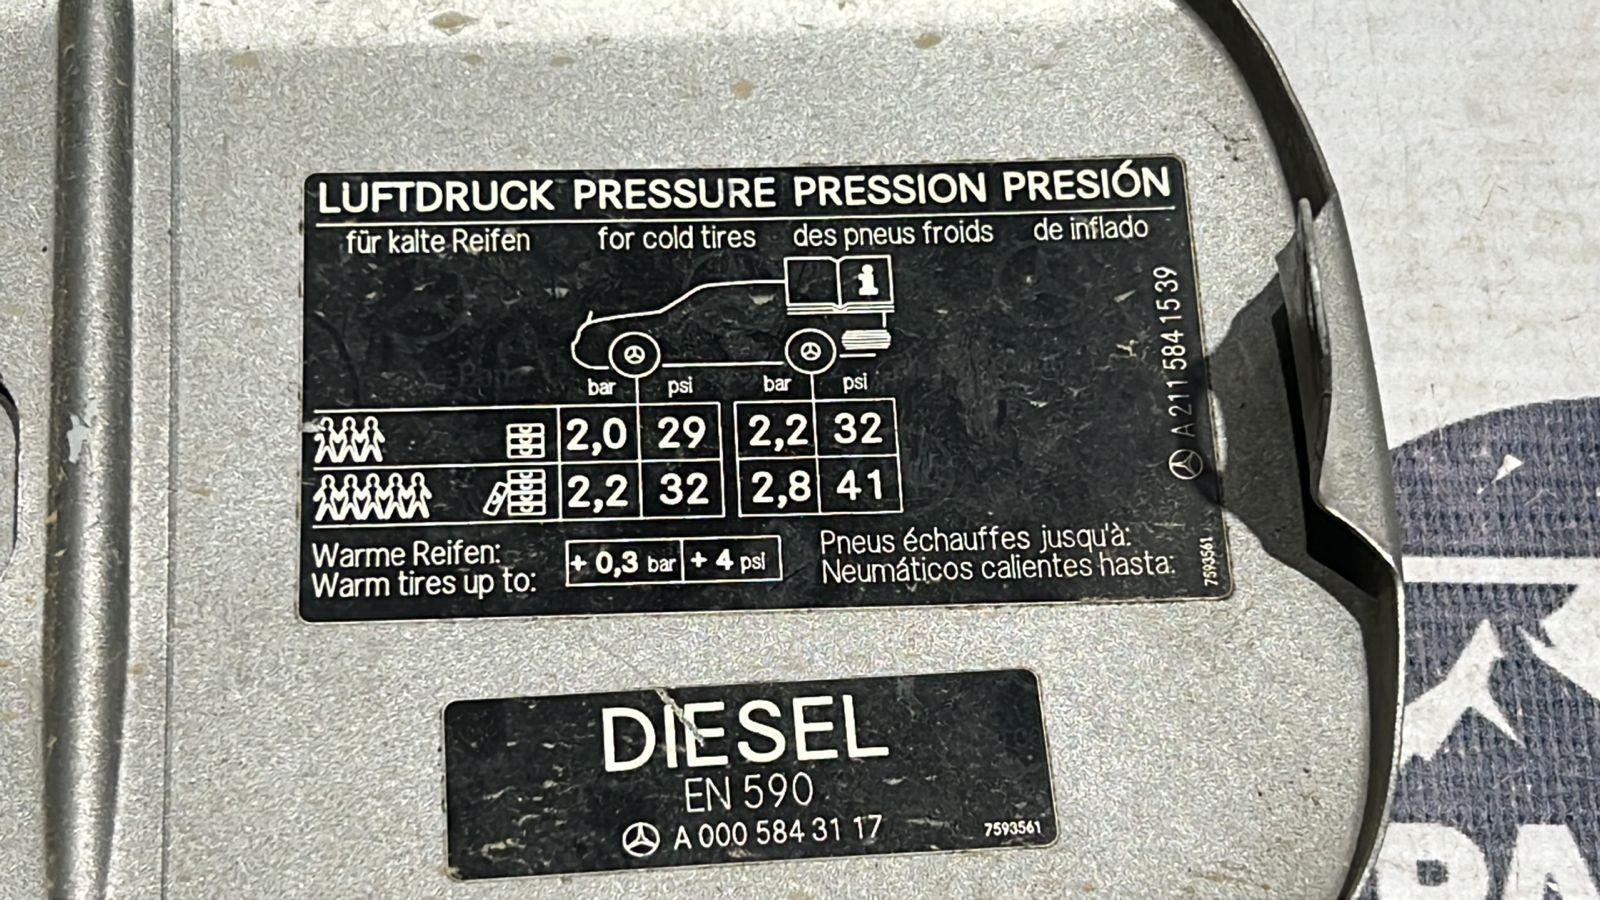 LUFTDRUCK PRESSURE PRESSION PRESIÓN
für kalte Reifen for cold tires des pneus froids de inflado
i
bar psi bar psi
2,0 29 2,2 32
2,2 32 2,8 41
Warme Reifen:
Warm tires up to:
+ 0,3 bar + 4 psi
Pneus échauffes jusqu'à:
Neumáticos calientes hasta:
A 211 584 15 39
7593561
DIESEL
EN 590
A 000 584 31 17 7593561
PA